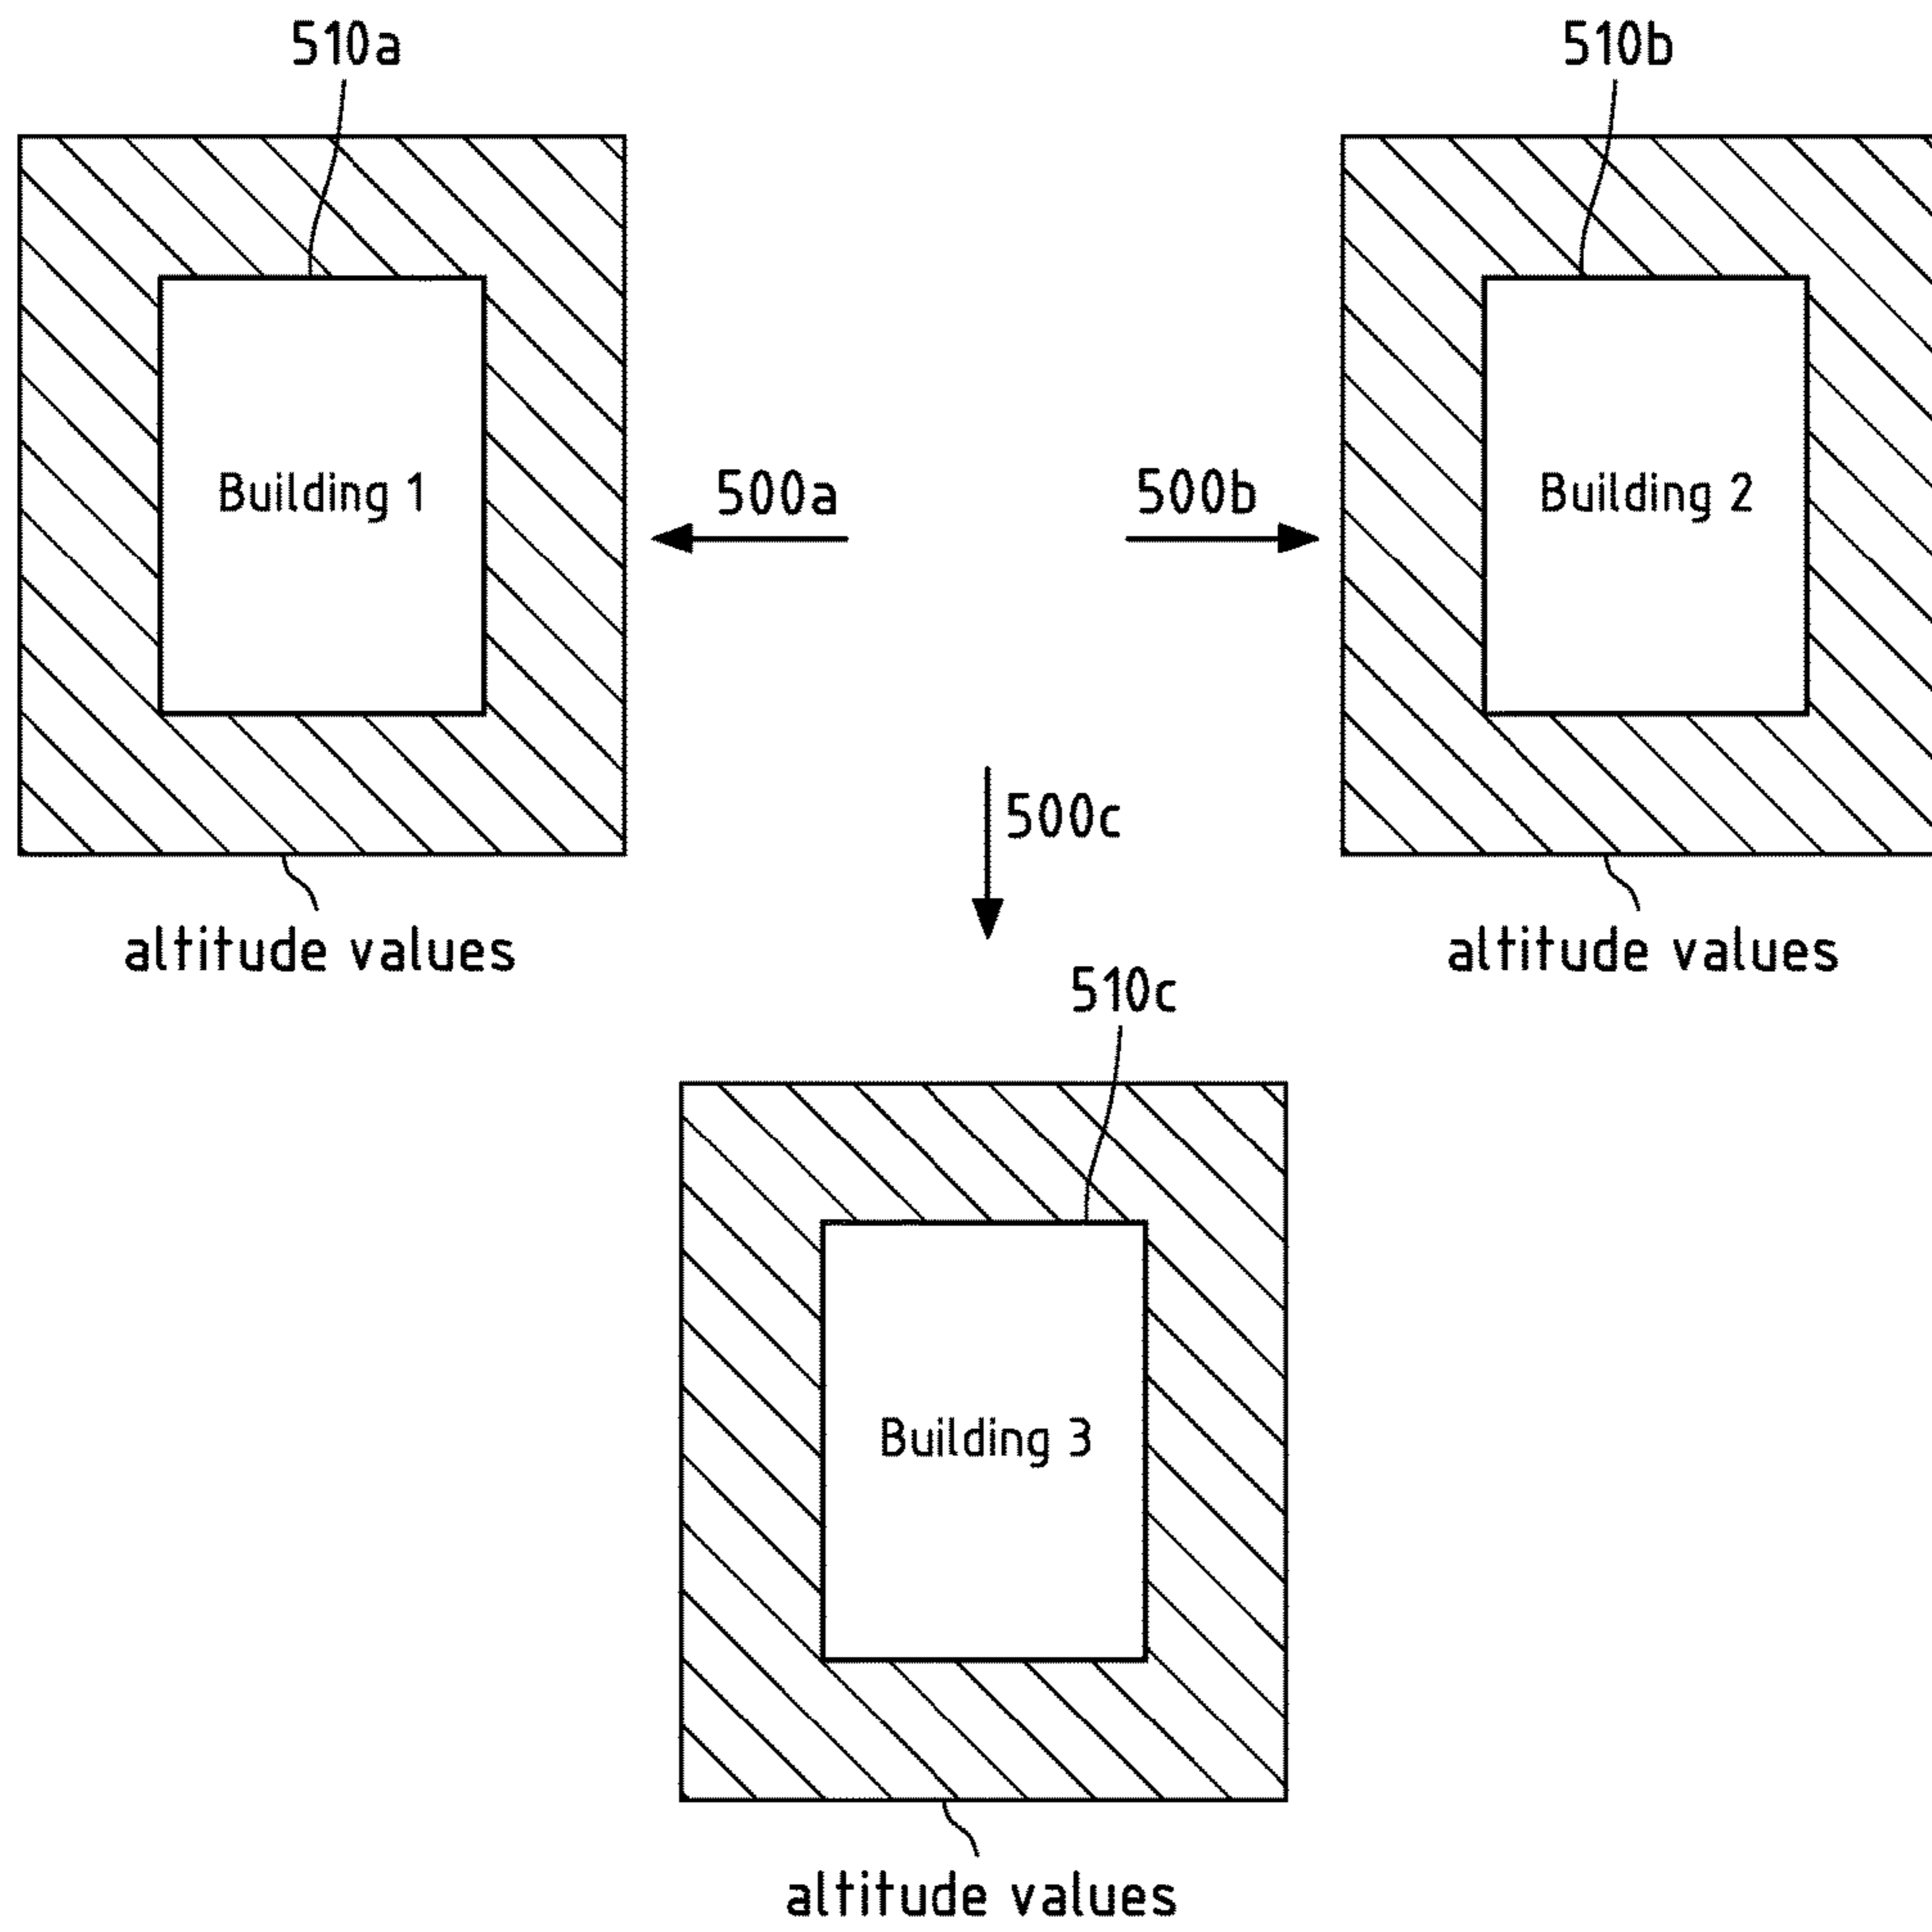 510a
510b
Building 1
500a
500b
Building 2
500c
altitude values
altitude values
510c
Building 3
altitude values